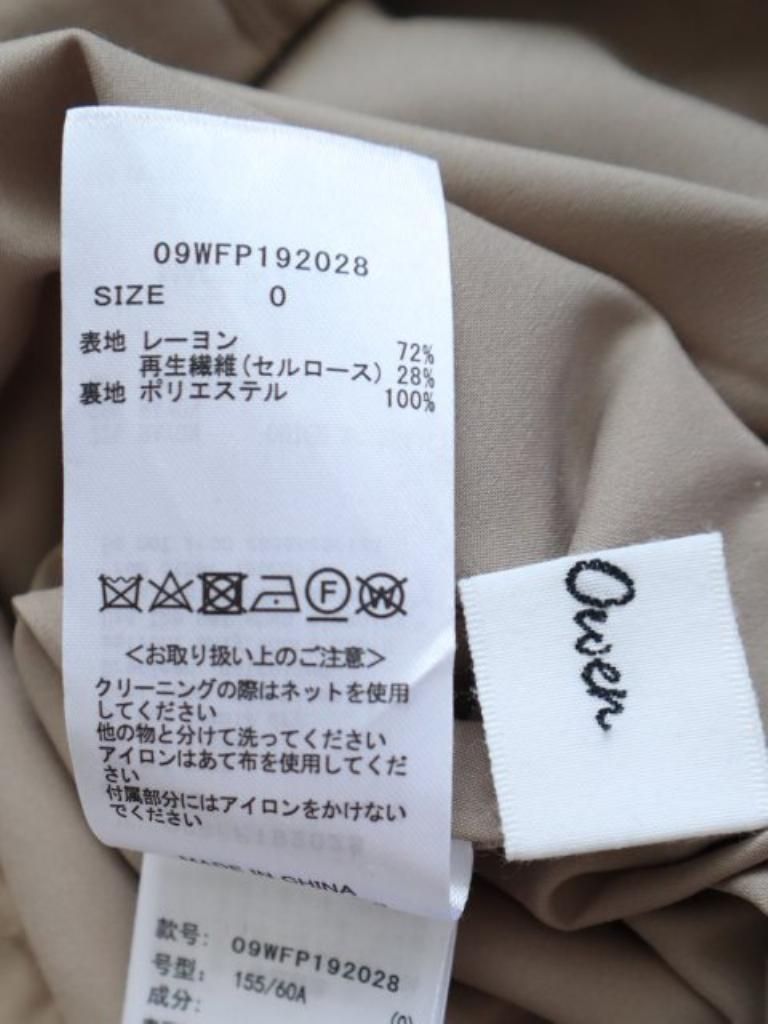 09WFP192028
SIZE 0
表地 レーヨン 72%
再生繊維(セルロース) 28%
裏地 ポリエステル 100%
F W
<お取り扱い上のご注意>
クリーニングの際はネットを使用
してください
他の物と分けて洗ってください
アイロンはあて布を使用してくだ
さい
付属部分にはアイロンをかけない
でください
Owen
MADE IN CHINA
款号: 09WFP192028
号型: 155/60A
成分: